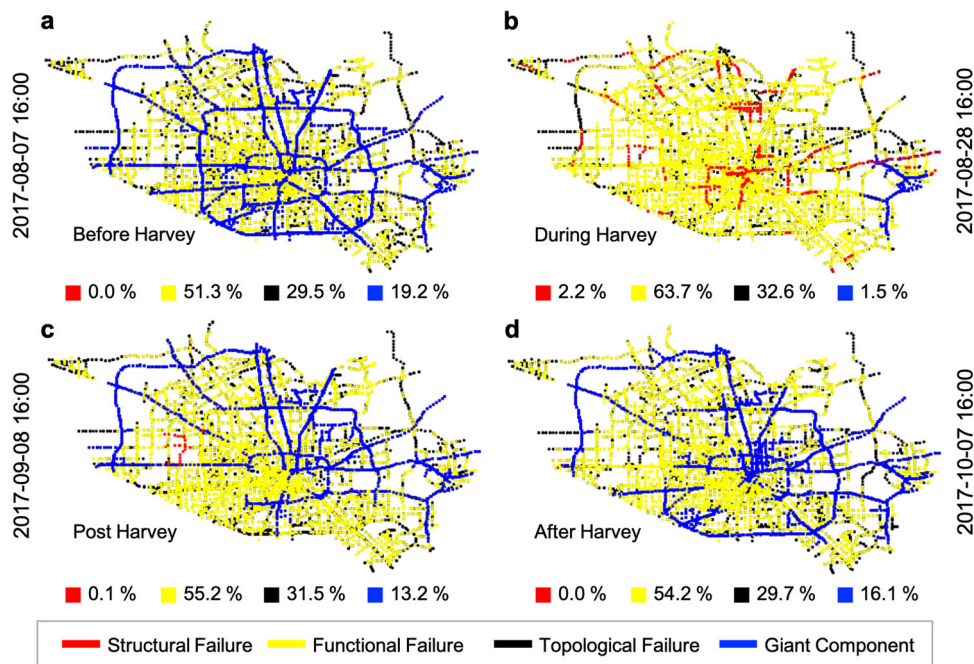 a
b
2017-08-07 16:00
2017-08-28 16:00
Before Harvey
During Harvey
0.0 % 51.3 % 29.5 % 19.2 %
2.2 % 63.7 % 32.6 % 1.5 %
c
d
2017-09-08 16:00
2017-10-07 16:00
Post Harvey
After Harvey
0.1 % 55.2 % 31.5 % 13.2 %
0.0 % 54.2 % 29.7 % 16.1 %
Structural Failure Functional Failure Topological Failure Giant Component